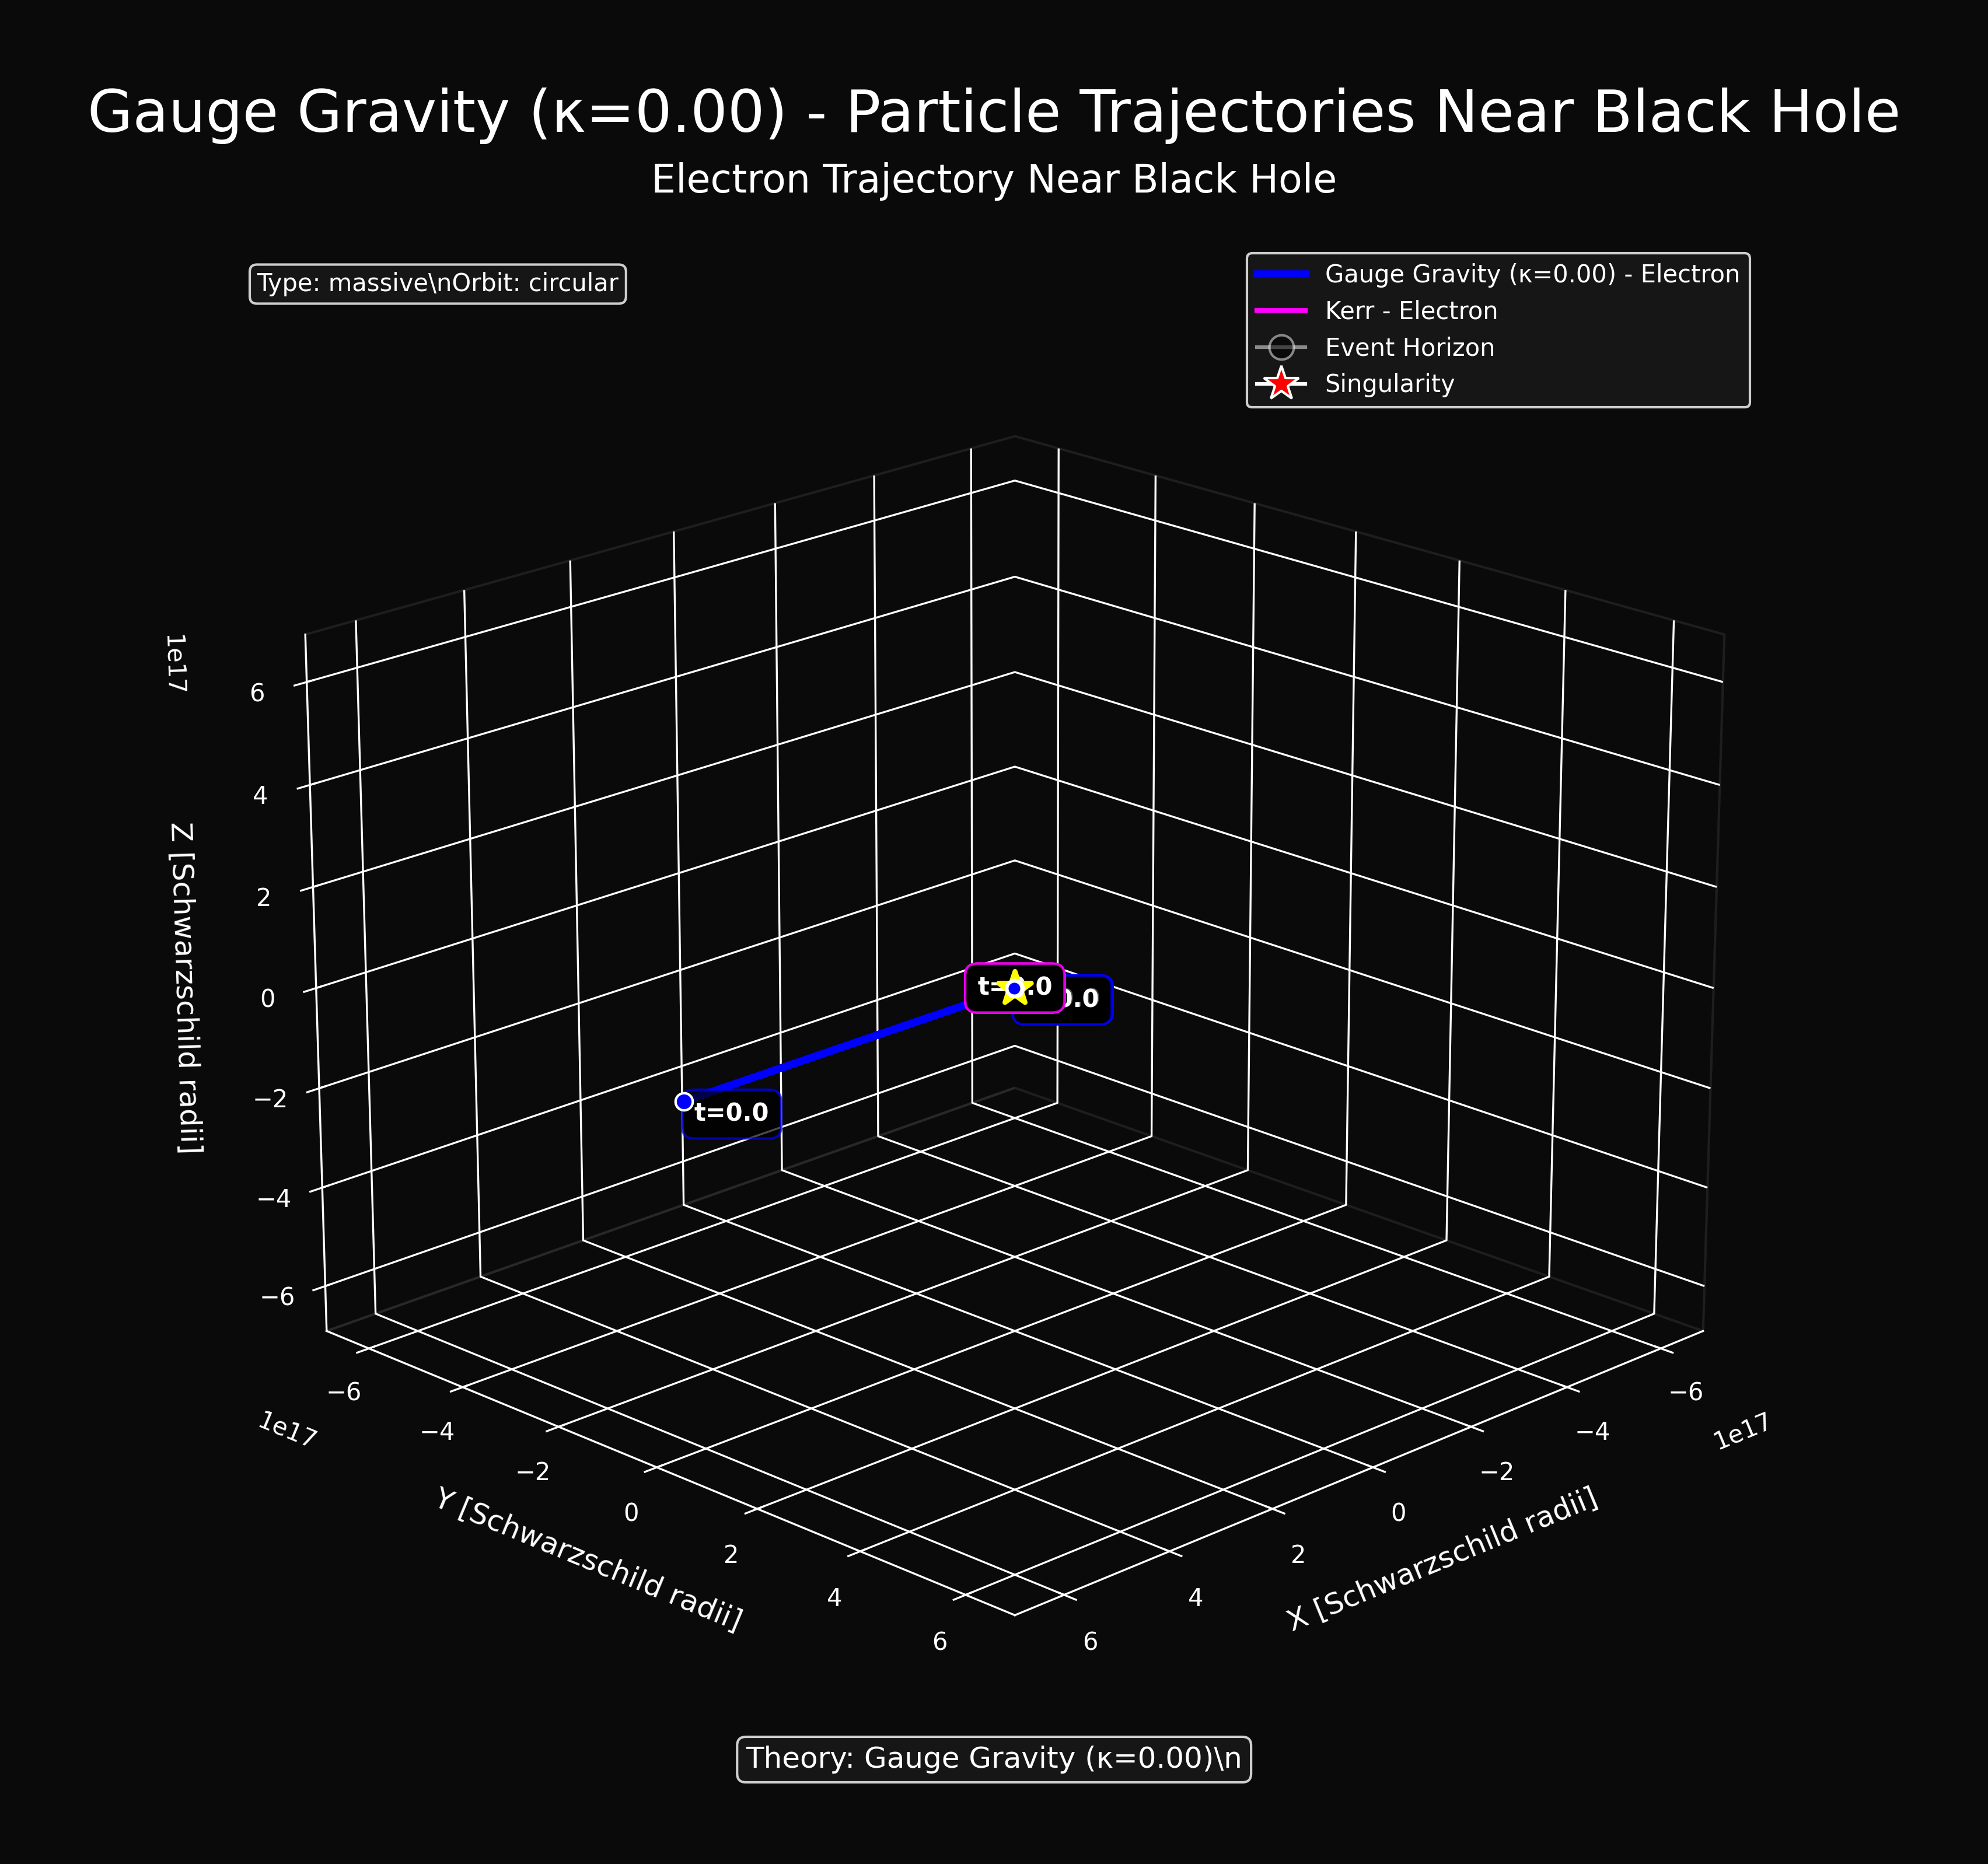 Gauge Gravity (κ=0.00) - Particle Trajectories Near Black Hole
Electron Trajectory Near Black Hole
Type: massive\nOrbit: circular
Gauge Gravity (κ=0.00) - Electron
Kerr - Electron
Event Horizon
Singularity
1e17
6
4
2
0
−2
−4
−6
Z [Schwarzschild radii]
t=0.0
−6
−4
−2
0
2
4
6
1e17
Y [Schwarzschild radii]
−6
−4
−2
0
2
4
6
1e17
X [Schwarzschild radii]
Theory: Gauge Gravity (κ=0.00)\n